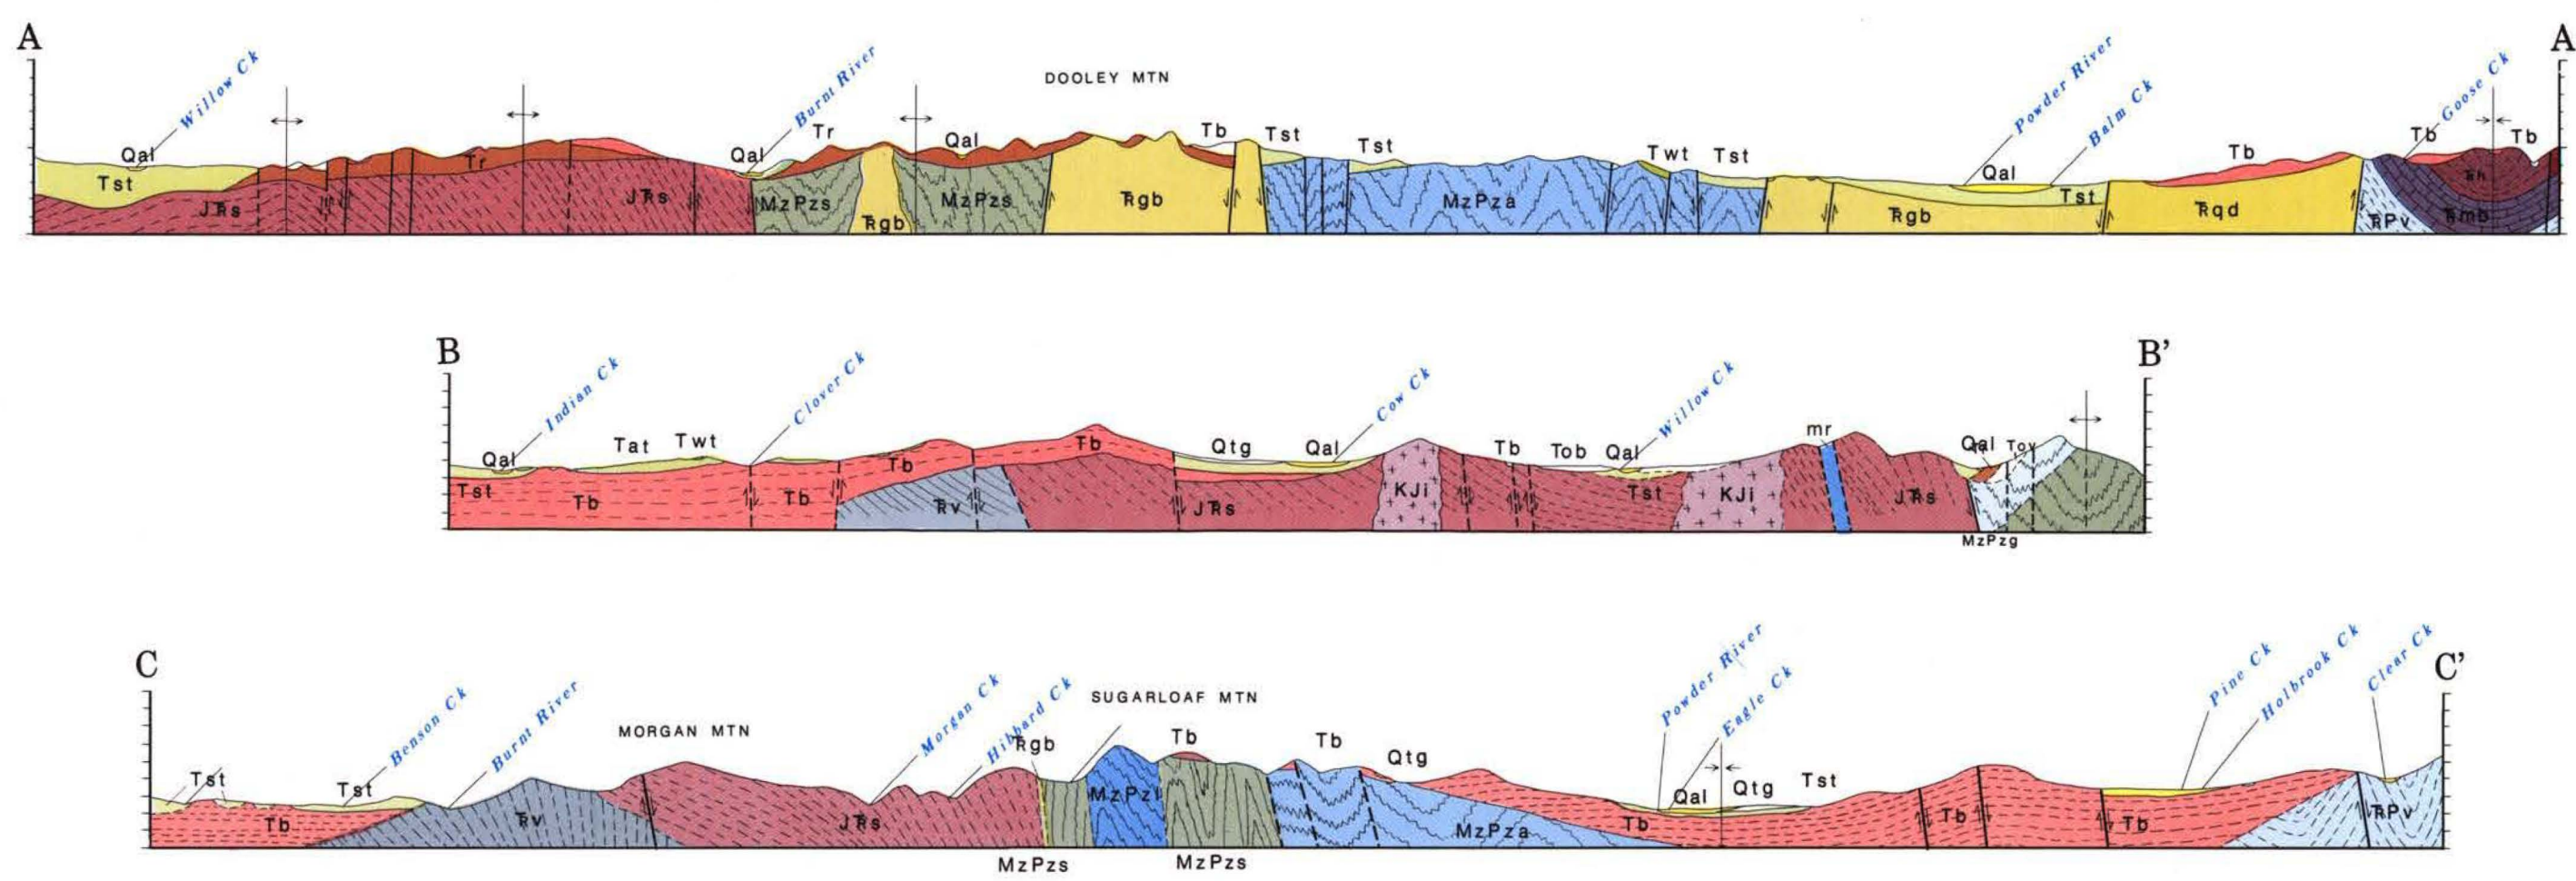 A
A
DOOLEY MTN
Willow Ck
Burnt River
Powder River
Balm Ck
Goose Ck
Qal
Tst
JTRs
Tr
JTRs
Qal
Tr
MzPzs
TRgb
Qal
MzPzs
TRgb
Tb
Tst
Tst
MzPza
Twt
Tst
TRgb
Qal
Tst
Tb
TRqd
Tb
Tb
TRh
TRPv
TRmb
B
B'
Indian Ck
Clover Ck
Cow Ck
Willow Ck
Qal
Tst
Tb
Tat
Twt
Tb
Tb
TRv
Tb
JTRs
Qtg
Qal
KJi
Tb
Tob
Qal
Tst
KJi
mr
JTRs
Qal
Tov
MzPzg
C
C'
Benson Ck
Burnt River
MORGAN MTN
Morgan Ck
Hibbard Ck
SUGARLOAF MTN
Powder River
Eagle Ck
Pine Ck
Holbrook Ck
Clear Ck
Tst
Tst
Tb
TRv
JTRs
TRgb
MzPzs
MzPzl
MzPzs
Tb
Tb
Qtg
MzPza
Tb
Qal
Qtg
Tst
Tb
Tb
TRPv